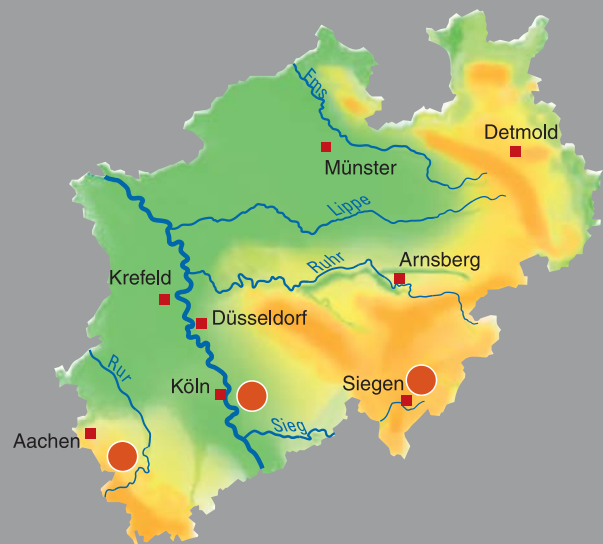 Ems
Detmold
Münster
Lippe
Ruhr
Arnsberg
Krefeld
Düsseldorf
Rur
Köln
Siegen
Sieg
Aachen